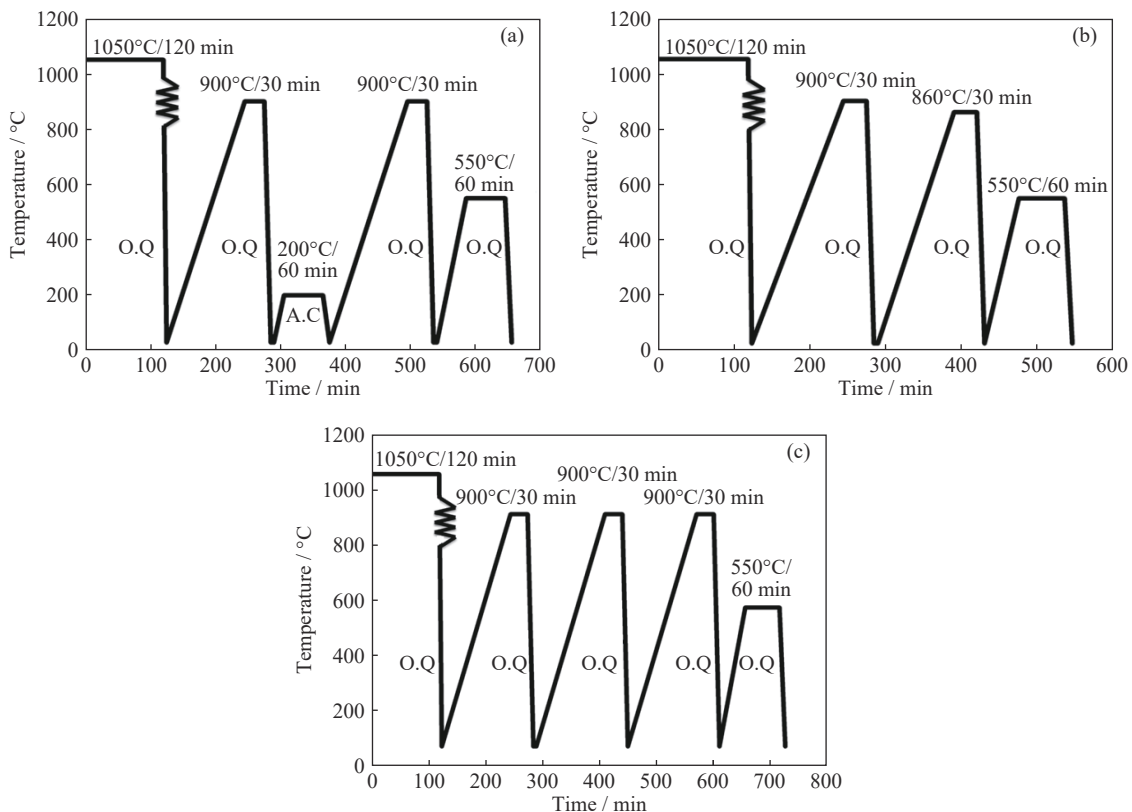 (a)
1050°C/120 min
900°C/30 min
900°C/30 min
550°C/
60 min
200°C/
60 min
O.Q
O.Q
A.C
O.Q
O.Q
Temperature / °C
1200
1000
800
600
400
200
0
0 100 200 300 400 500 600 700
Time / min
(b)
1050°C/120 min
900°C/30 min
860°C/30 min
550°C/60 min
O.Q
O.Q
O.Q
O.Q
Temperature / °C
1200
1000
800
600
400
200
0
0 100 200 300 400 500 600
Time / min
(c)
1050°C/120 min
900°C/30 min
900°C/30 min
900°C/30 min
550°C/
60 min
O.Q
O.Q
O.Q
O.Q
O.Q
Temperature / °C
1200
1000
800
600
400
200
0
0 100 200 300 400 500 600 700 800
Time / min